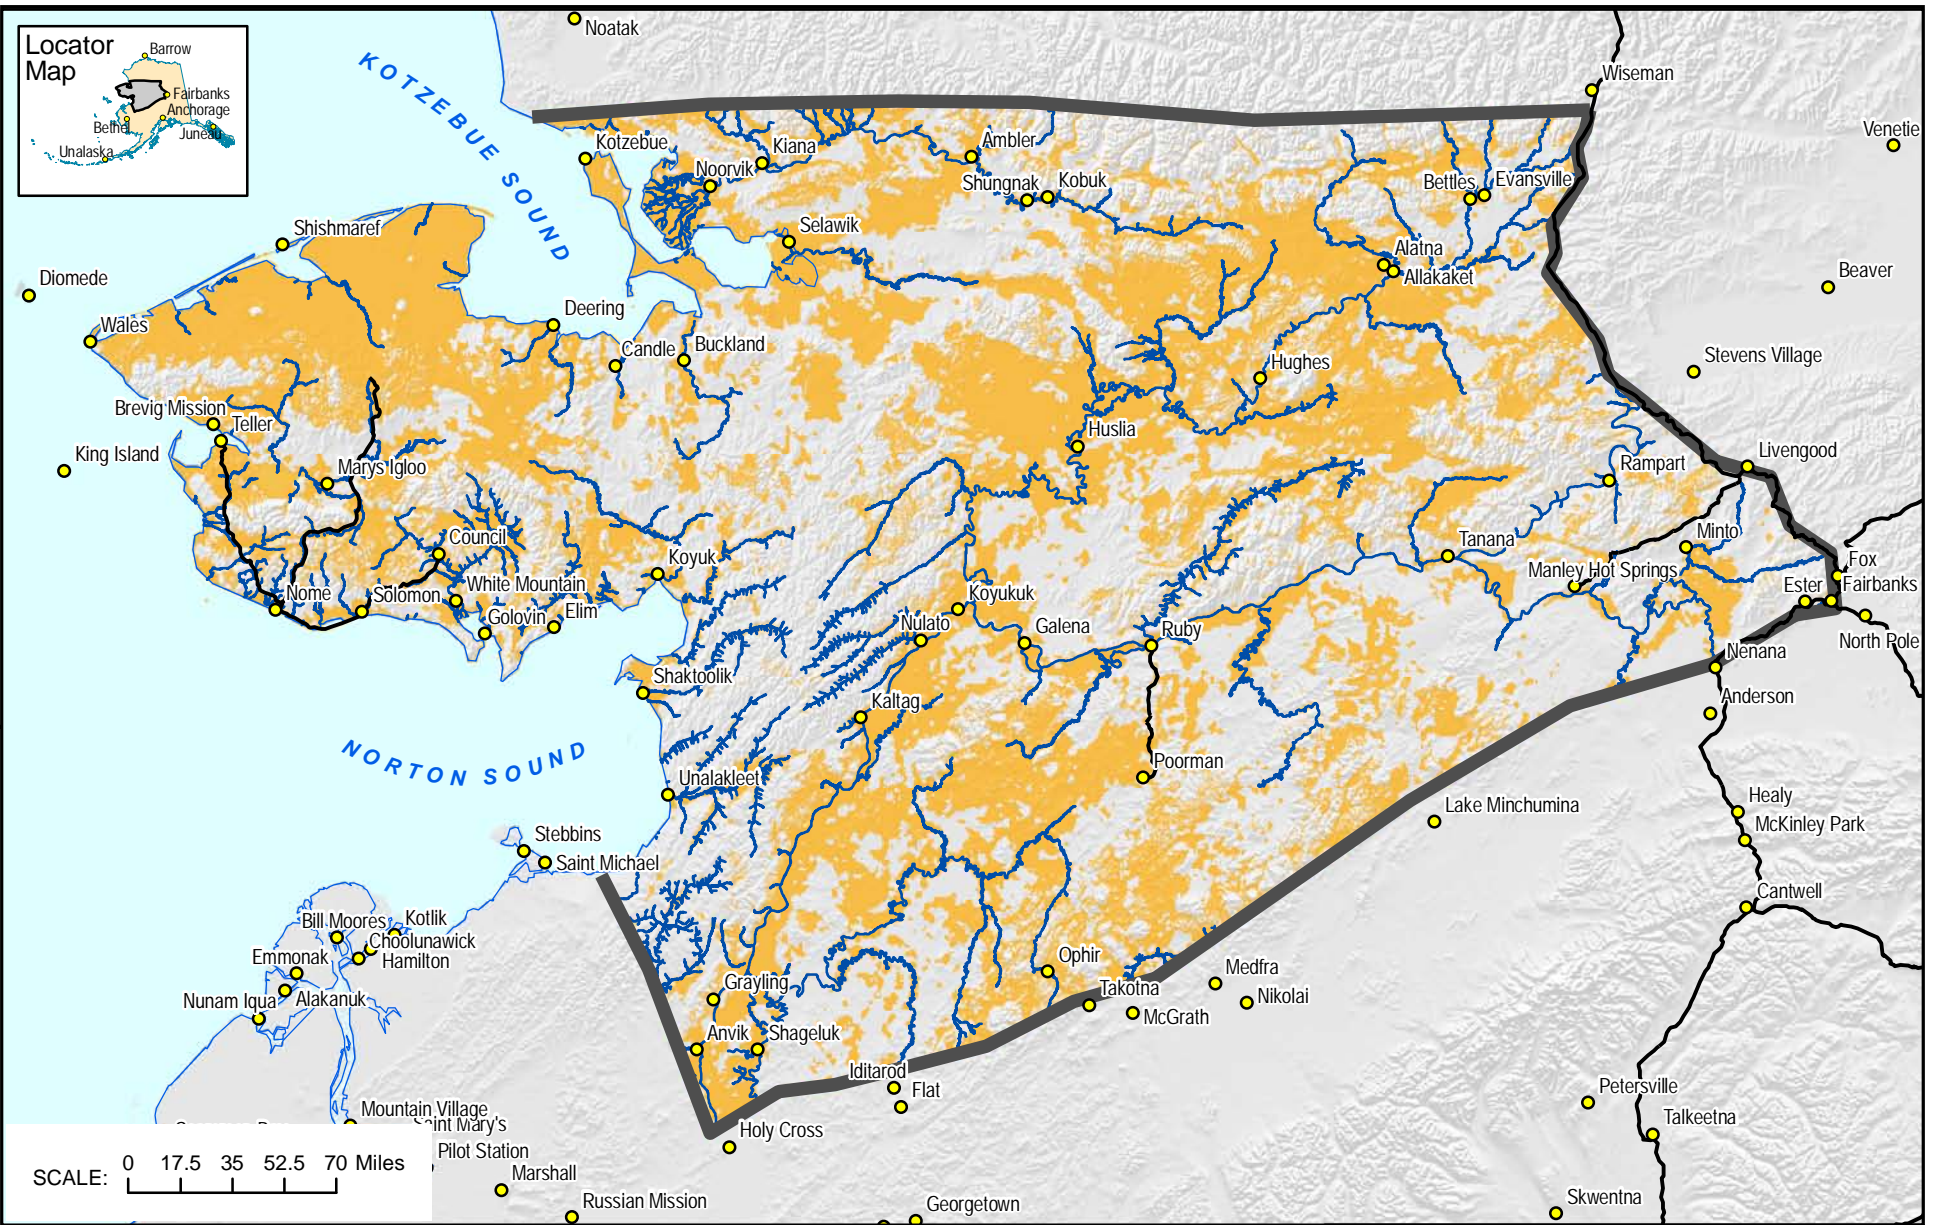 Locator
Map
Barrow
Fairbanks
Anchorage
Bethel
Juneau
Unalaska
Noatak
KOTZEBUE SOUND
Wiseman
Venetie
Kotzebue
Kiana
Noorvik
Ambler
Shungnak
Kobuk
Bettles
Evansville
Selawik
Shishmaref
Alatna
Allakaket
Diomede
Beaver
Deering
Wales
Candle
Buckland
Hughes
Stevens Village
Brevig Mission
Teller
King Island
Marys Igloo
Huslia
Livengood
Rampart
Council
Koyuk
Tanana
Minto
Manley Hot Springs
Fox
Fairbanks
Ester
North Pole
Nome
Solomon
White Mountain
Golovin
Elim
Koyukuk
Nulato
Galena
Ruby
Nenana
Anderson
Shaktoolik
Kaltag
NORTON SOUND
Unalakleet
Poorman
Lake Minchumina
Healy
McKinley Park
Stebbins
Saint Michael
Cantwell
Bill Moores
Kotlik
Choolunawick
Hamilton
Emmonak
Nunam Iqua
Alakanuk
Grayling
Ophir
Medfra
Nikolai
Takotna
McGrath
Anvik
Shageluk
Iditarod
Flat
Petersville
Talkeetna
Mountain Village
Saint Mary's
Pilot Station
Holy Cross
Marshall
Russian Mission
Georgetown
Skwentna
SCALE:
0 17.5 35 52.5 70 Miles